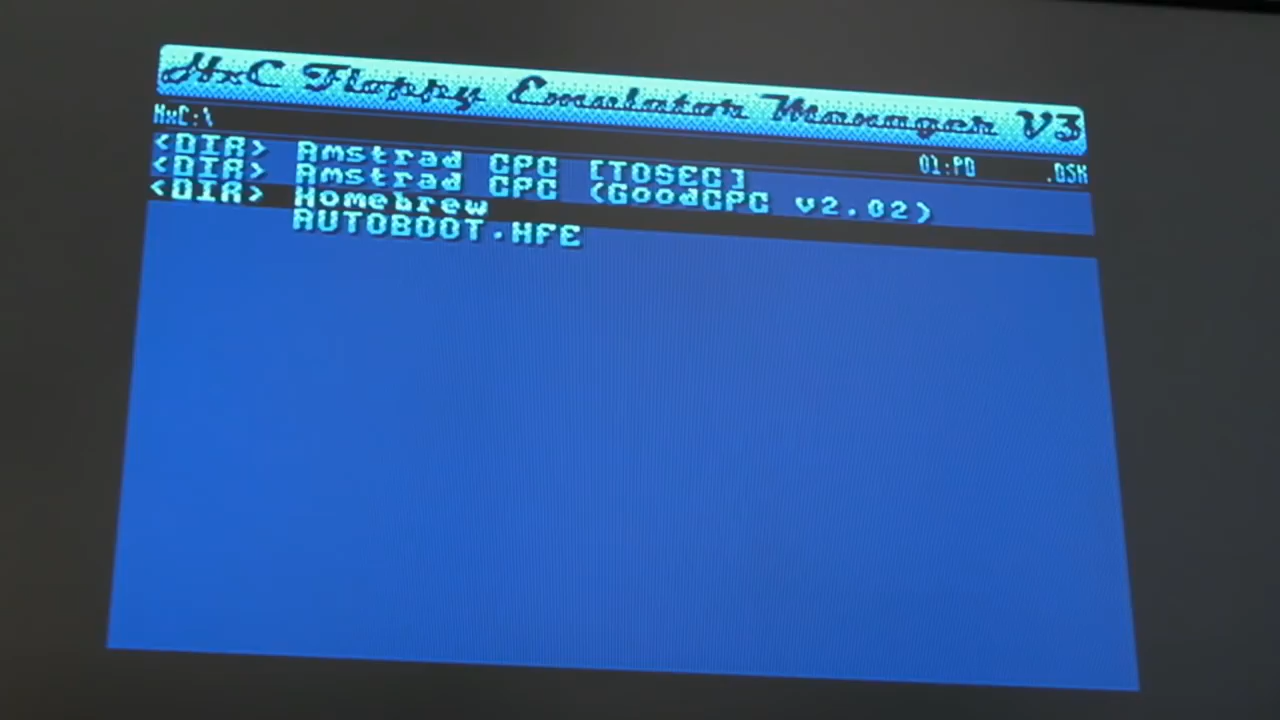 HxC Floppy Emulator Manager V3
HxC:\
01:PO .DSK
<DIR> Amstrad CPC [TOSEC]
<DIR> Amstrad CPC (GoodCPC v2.02)
<DIR> Homebrew
AUTOBOOT.HFE